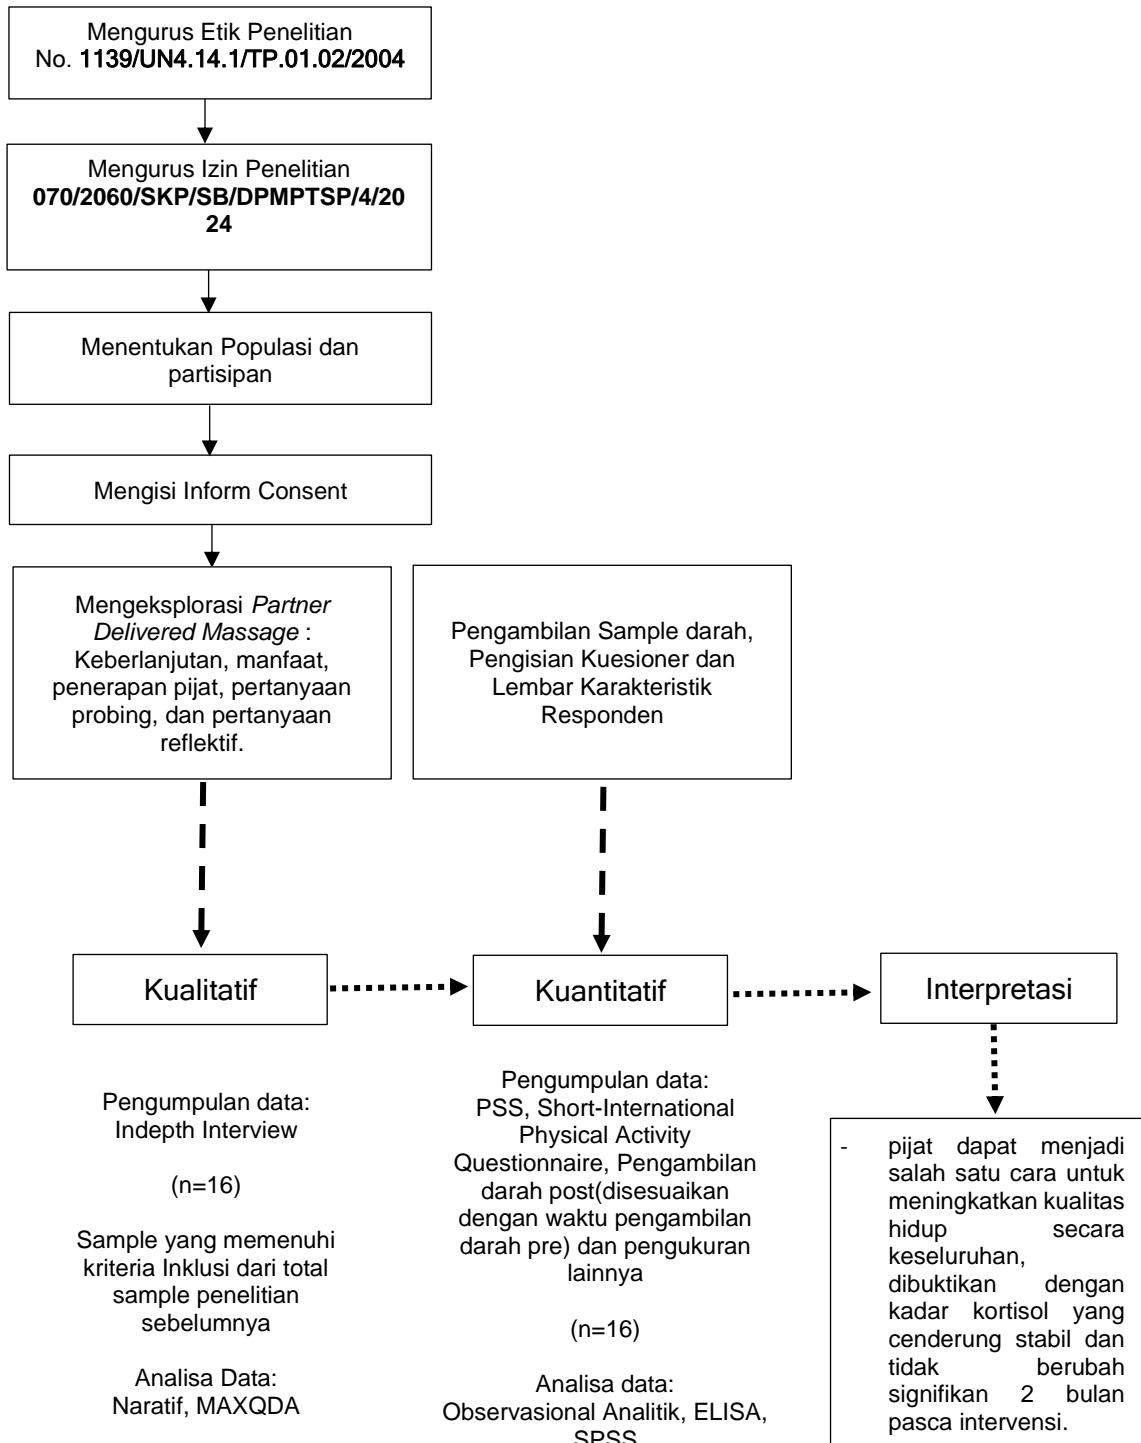 Mengurus Etik Penelitian
No. 1139/UN4.14.1/TP.01.02/2004
Mengurus Izin Penelitian
070/2060/SKP/SB/DPMPTSP/4/20
24
Menentukan Populasi dan
partisipan
Mengisi Inform Consent
Mengeksplorasi Partner
Delivered Massage :
Keberlanjutan, manfaat,
penerapan pijat, pertanyaan
probing, dan pertanyaan
reflektif.
Pengambilan Sample darah,
Pengisian Kuesioner dan
Lembar Karakteristik
Responden
Kualitatif
Kuantitatif
Interpretasi
Pengumpulan data:
Indepth Interview
(n=16)
Sample yang memenuhi
kriteria Inklusi dari total
sample penelitian
sebelumnya
Analisa Data:
Naratif, MAXQDA
Pengumpulan data:
PSS, Short-International
Physical Activity
Questionnaire, Pengambilan
darah post(disesuaikan
dengan waktu pengambilan
darah pre) dan pengukuran
lainnya
(n=16)
Analisa data:
Observasional Analitik, ELISA,
SPSS
- pijat dapat menjadi
salah satu cara untuk
meningkatkan kualitas
hidup secara
keseluruhan,
dibuktikan dengan
kadar kortisol yang
cenderung stabil dan
tidak berubah
signifikan 2 bulan
pasca intervensi.